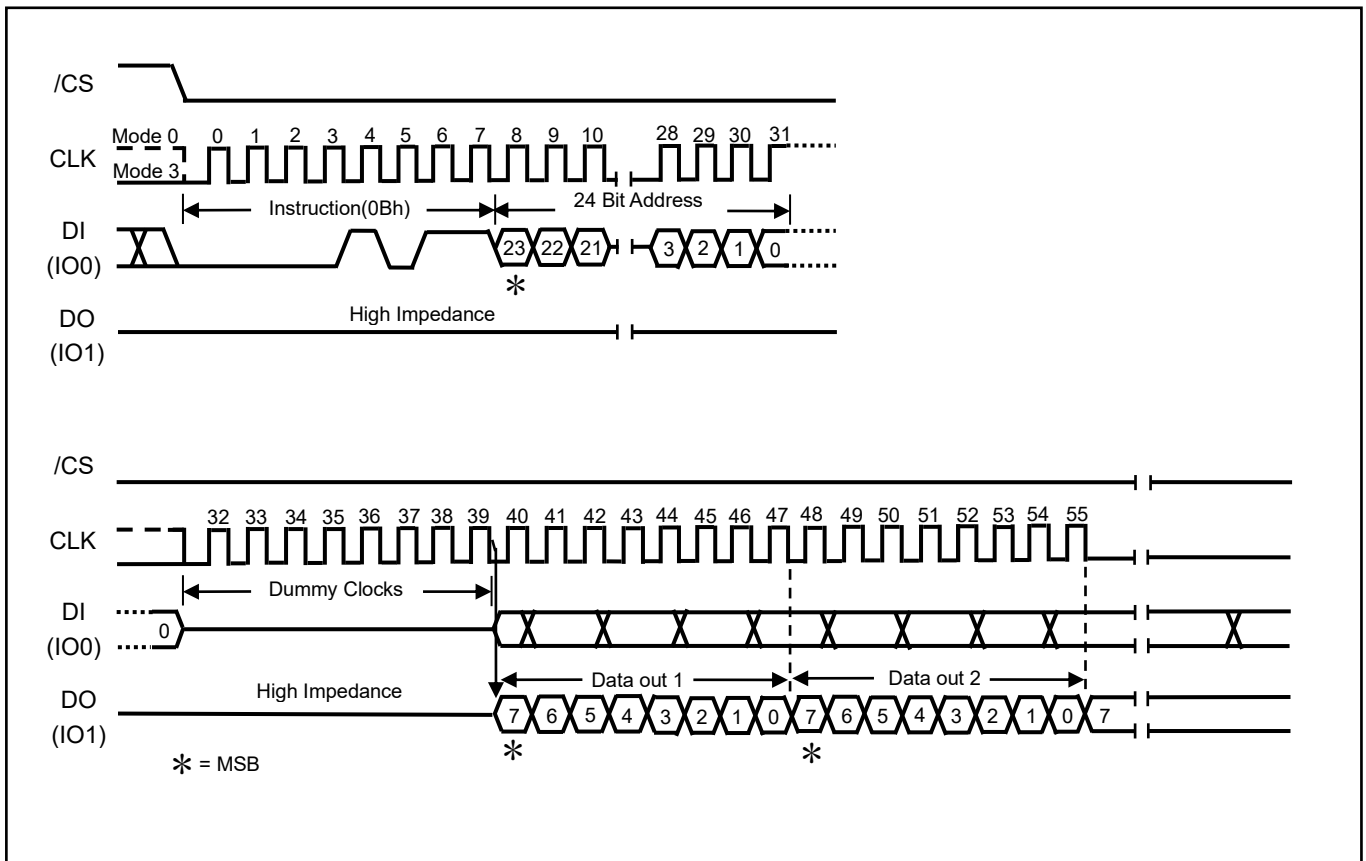 /CS
Mode 0 0 1 2 3 4 5 6 7 8 9 10 28 29 30 31
CLK
Mode 3
Instruction(0Bh) 24 Bit Address
DI
(IO0)
23 22 21 3 2 1 0
*
DO
(IO1)
High Impedance
/CS
32 33 34 35 36 37 38 39 40 41 42 43 44 45 46 47 48 49 50 51 52 53 54 55
CLK
Dummy Clocks
DI
(IO0)
0
Data out 1 Data out 2
High Impedance
DO
(IO1)
7 6 5 4 3 2 1 0 7 6 5 4 3 2 1 0 7
* *
* = MSB